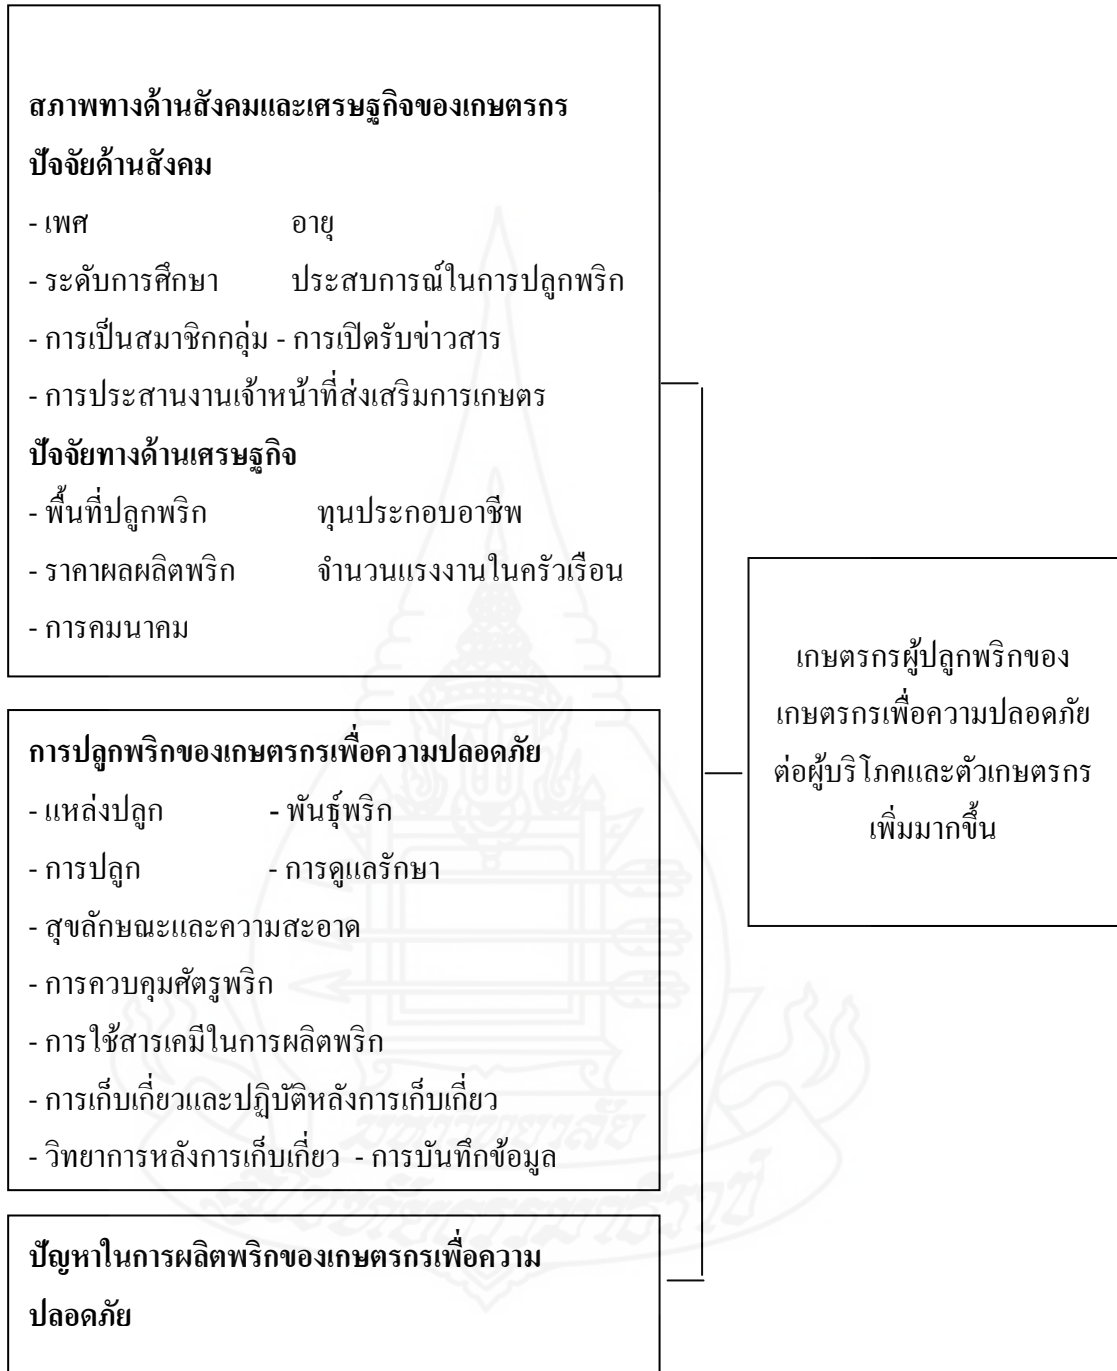 สภาพทางด้านสังคมและเศรษฐกิจของเกษตรกร
ปัจจัยด้านสังคม
- เพศ อายุ
- ระดับการศึกษา ประสบการณ์ในการปลูกพริก
- การเป็นสมาชิกกลุ่ม - การเปิดรับข่าวสาร
- การประสานงานเจ้าหน้าที่ส่งเสริมการเกษตร
ปัจจัยทางด้านเศรษฐกิจ
- พื้นที่ปลูกพริก ทุนประกอบอาชีพ
- ราคาผลผลิตพริก จำนวนแรงงานในครัวเรือน
- การคมนาคม
การปลูกพริกของเกษตรกรเพื่อความปลอดภัย
- แหล่งปลูก - พันธุ์พริก
- การปลูก - การดูแลรักษา
- สุขลักษณะและความสะอาด
- การควบคุมศัตรูพริก
- การใช้สารเคมีในการผลิตพริก
- การเก็บเกี่ยวและปฏิบัติหลังการเก็บเกี่ยว
- วิทยาการหลังการเก็บเกี่ยว - การบันทึกข้อมูล
ปัญหาในการผลิตพริกของเกษตรกรเพื่อความ
ปลอดภัย
เกษตรกรผู้ปลูกพริกของ
เกษตรกรเพื่อความปลอดภัย
ต่อผู้บริโภคและตัวเกษตรกร
เพิ่มมากขึ้น
มหาวิทยาลัย
สุโขทัยธรรมาธิราช